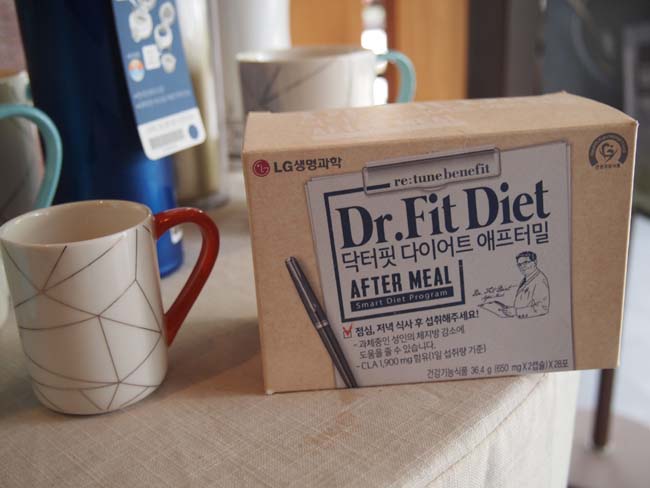 LG생명과학
re:tune benefit
Dr.Fit Diet
닥터핏 다이어트 애프터밀
AFTER MEAL
Smart Diet Program
점심, 저녁 식사 후 섭취해주세요!
- 과체중인 성인의 체지방 감소에
도움을 줄 수 있습니다.
- CLA 1,900 mg 함유(1일 섭취량 기준)
건강기능식품 36.4 g (650 mg X 2캡슐) X 28포